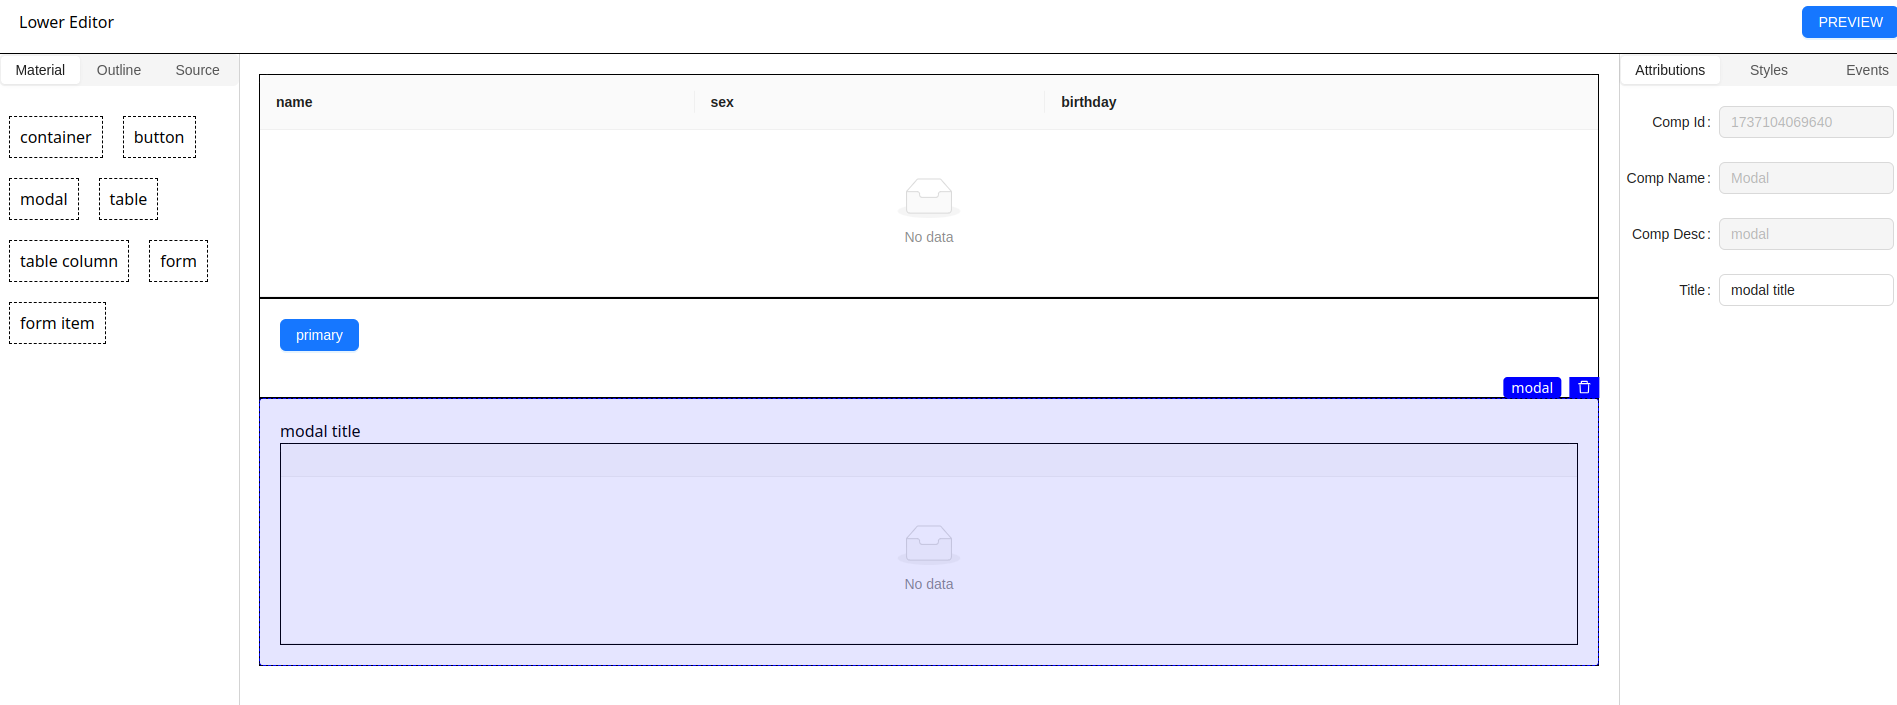 Lower Editor
PREVIEW
Material Outline Source
container button
modal table
table column form
form item
name sex birthday
No data
primary
modal
modal title
No data
Attributions Styles Events
Comp Id: 1737104069640
Comp Name: Modal
Comp Desc: modal
Title: modal title